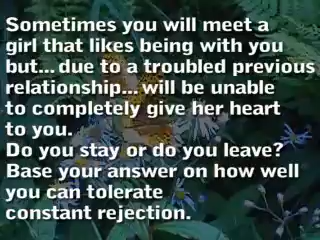 Sometimes you will meet a
girl that likes being with you
but... due to a troubled previous
relationship... will be unable
to completely give her heart
to you.
Do you stay or do you leave?
Base your answer on how well
you can tolerate
constant rejection.